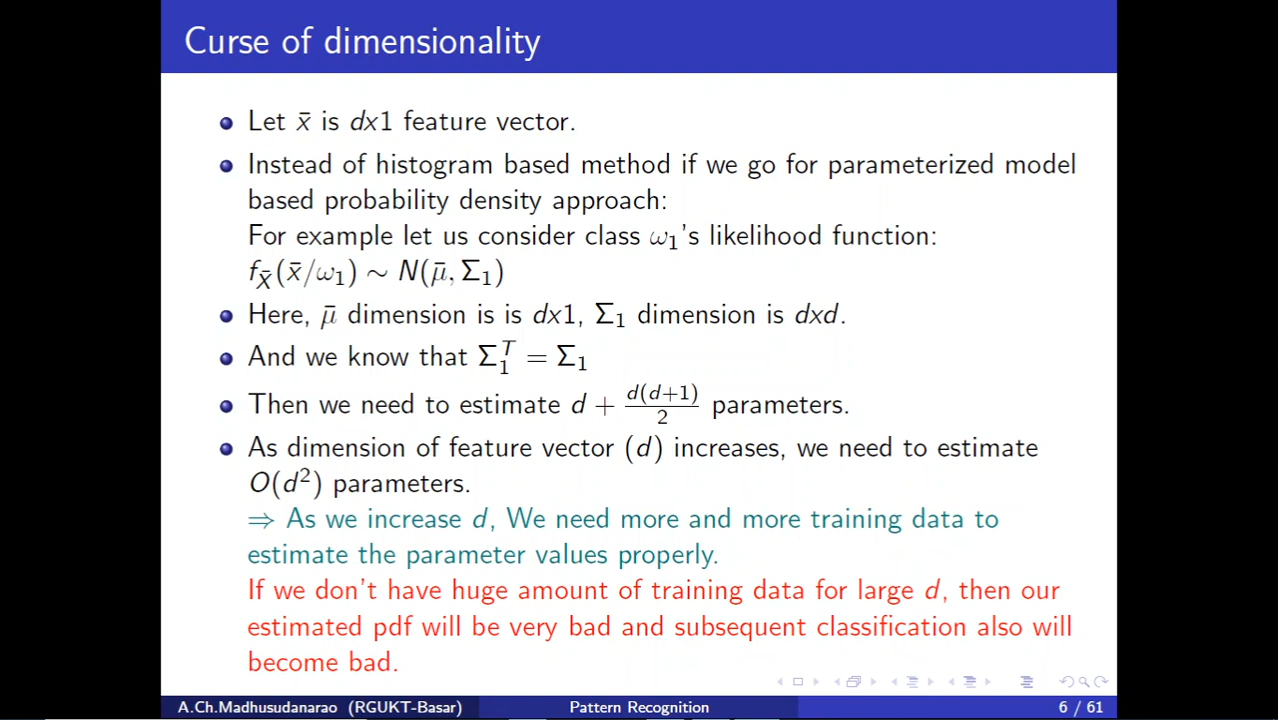 Curse of dimensionality
Let x̄ is dx1 feature vector.
Instead of histogram based method if we go for parameterized model
based probability density approach:
For example let us consider class ω₁'s likelihood function:
f_X̄(x̄/ω₁) ∼ N(μ̄, Σ₁)
Here, μ̄ dimension is is dx1, Σ₁ dimension is dxd.
And we know that Σ₁ᵀ = Σ₁
Then we need to estimate d + d(d+1)/2 parameters.
As dimension of feature vector (d) increases, we need to estimate
O(d²) parameters.
⇒ As we increase d, We need more and more training data to
estimate the parameter values properly.
If we don't have huge amount of training data for large d, then our
estimated pdf will be very bad and subsequent classification also will
become bad.
A.Ch.Madhusudanarao (RGUKT-Basar) Pattern Recognition 6 / 61